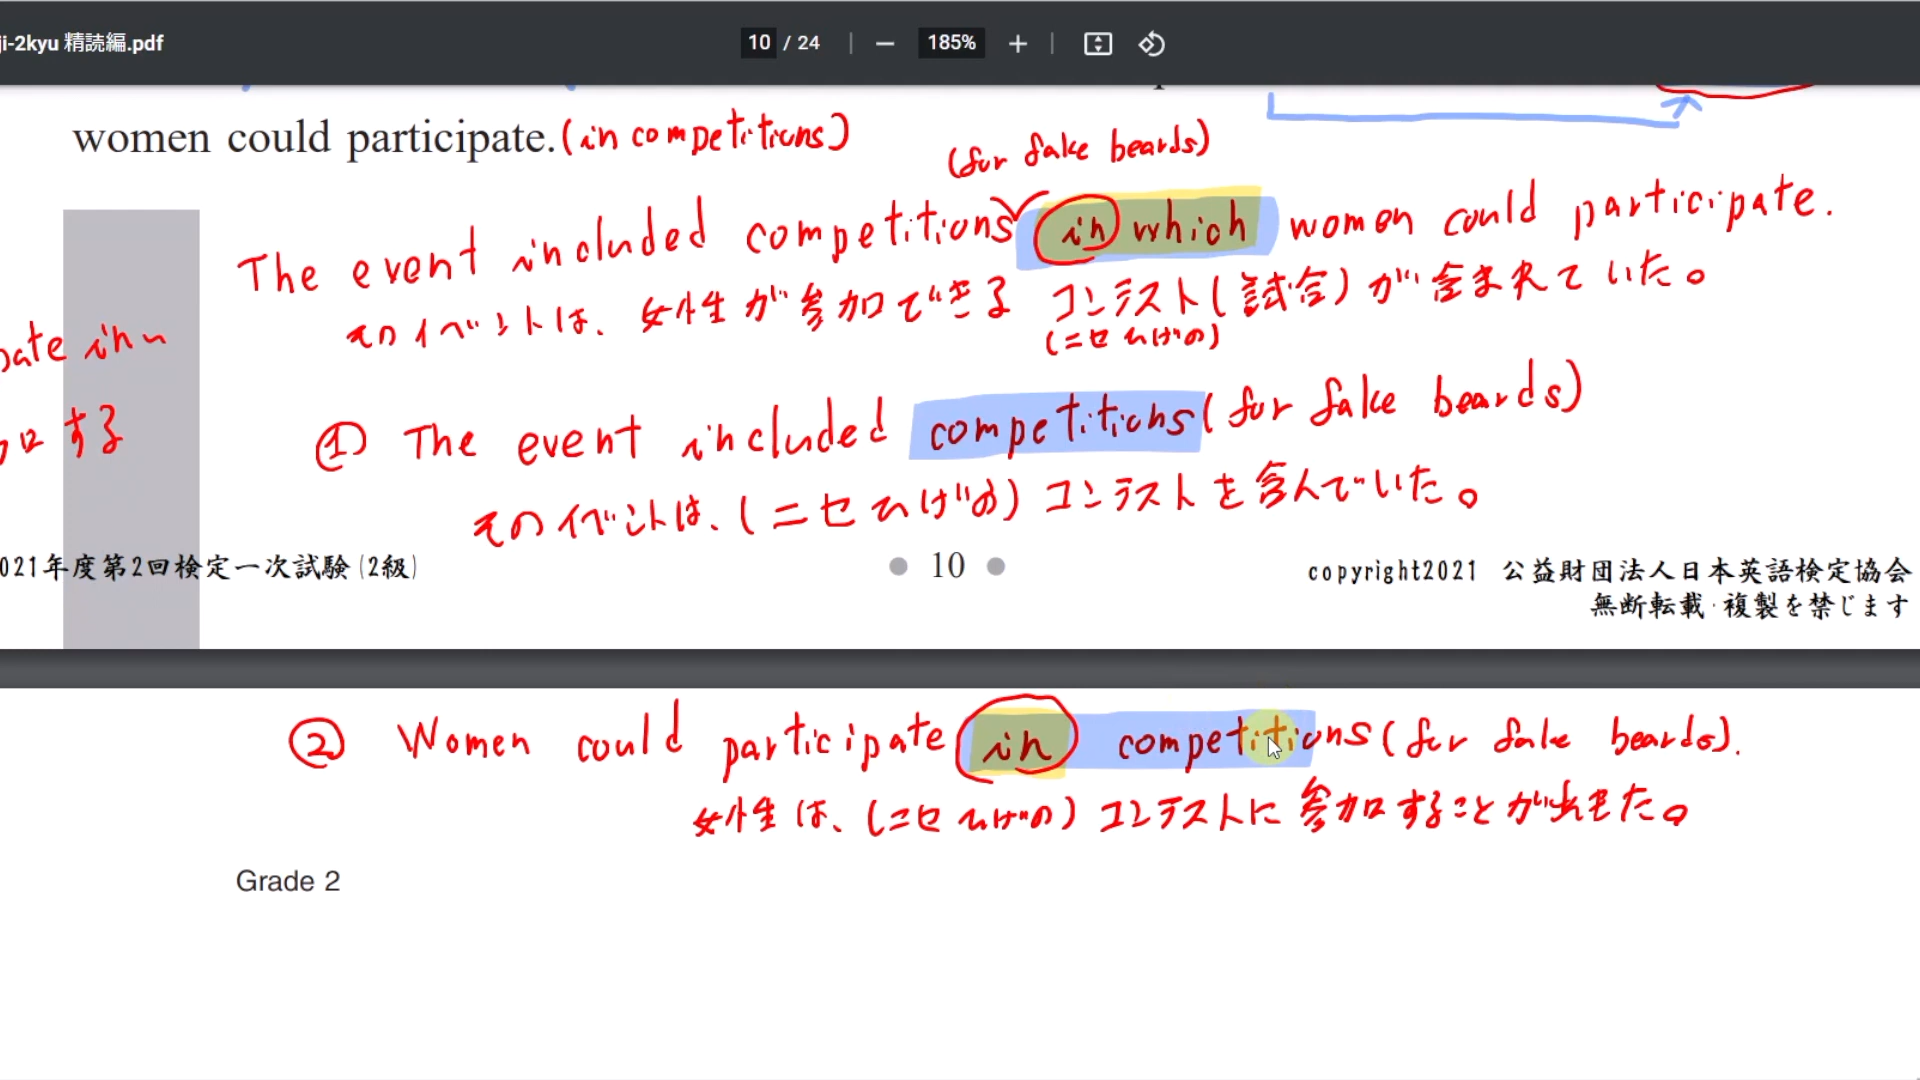 ji-2kyu 精読編.pdf
10 / 24
185%
women could participate.(in competitions)
(for fake beards)
The event included competitions in which women could participate.
そのイベントは、女性が参加できるコンテスト(試合)が含まれていた。
(ニセひげの)
pate in~
加する
① The event included competitions(for fake beards)
そのイベントは、(ニセひげの)コンテストを含んでいた。
021年度第2回検定一次試験(2級)
● 10 ●
copyright2021 公益財団法人日本英語検定協会
無断転載・複製を禁じます
② Women could participate in competitions(for fake beards).
女性は、(ニセひげの)コンテストに参加することが出来た。
Grade 2